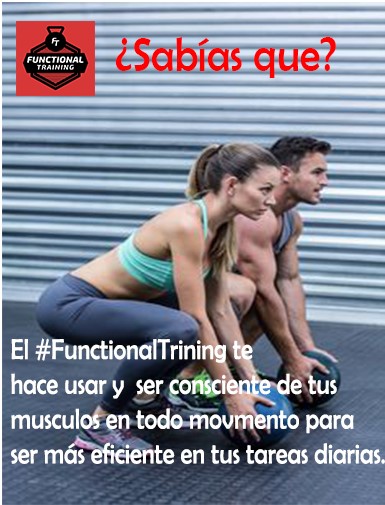 FT
FUNCTIONAL
TRAINING
¿Sabías que?
El #FunctionalTrining te
hace usar y ser consciente de tus
musculos en todo movmento para
ser más eficiente en tus tareas diarias.